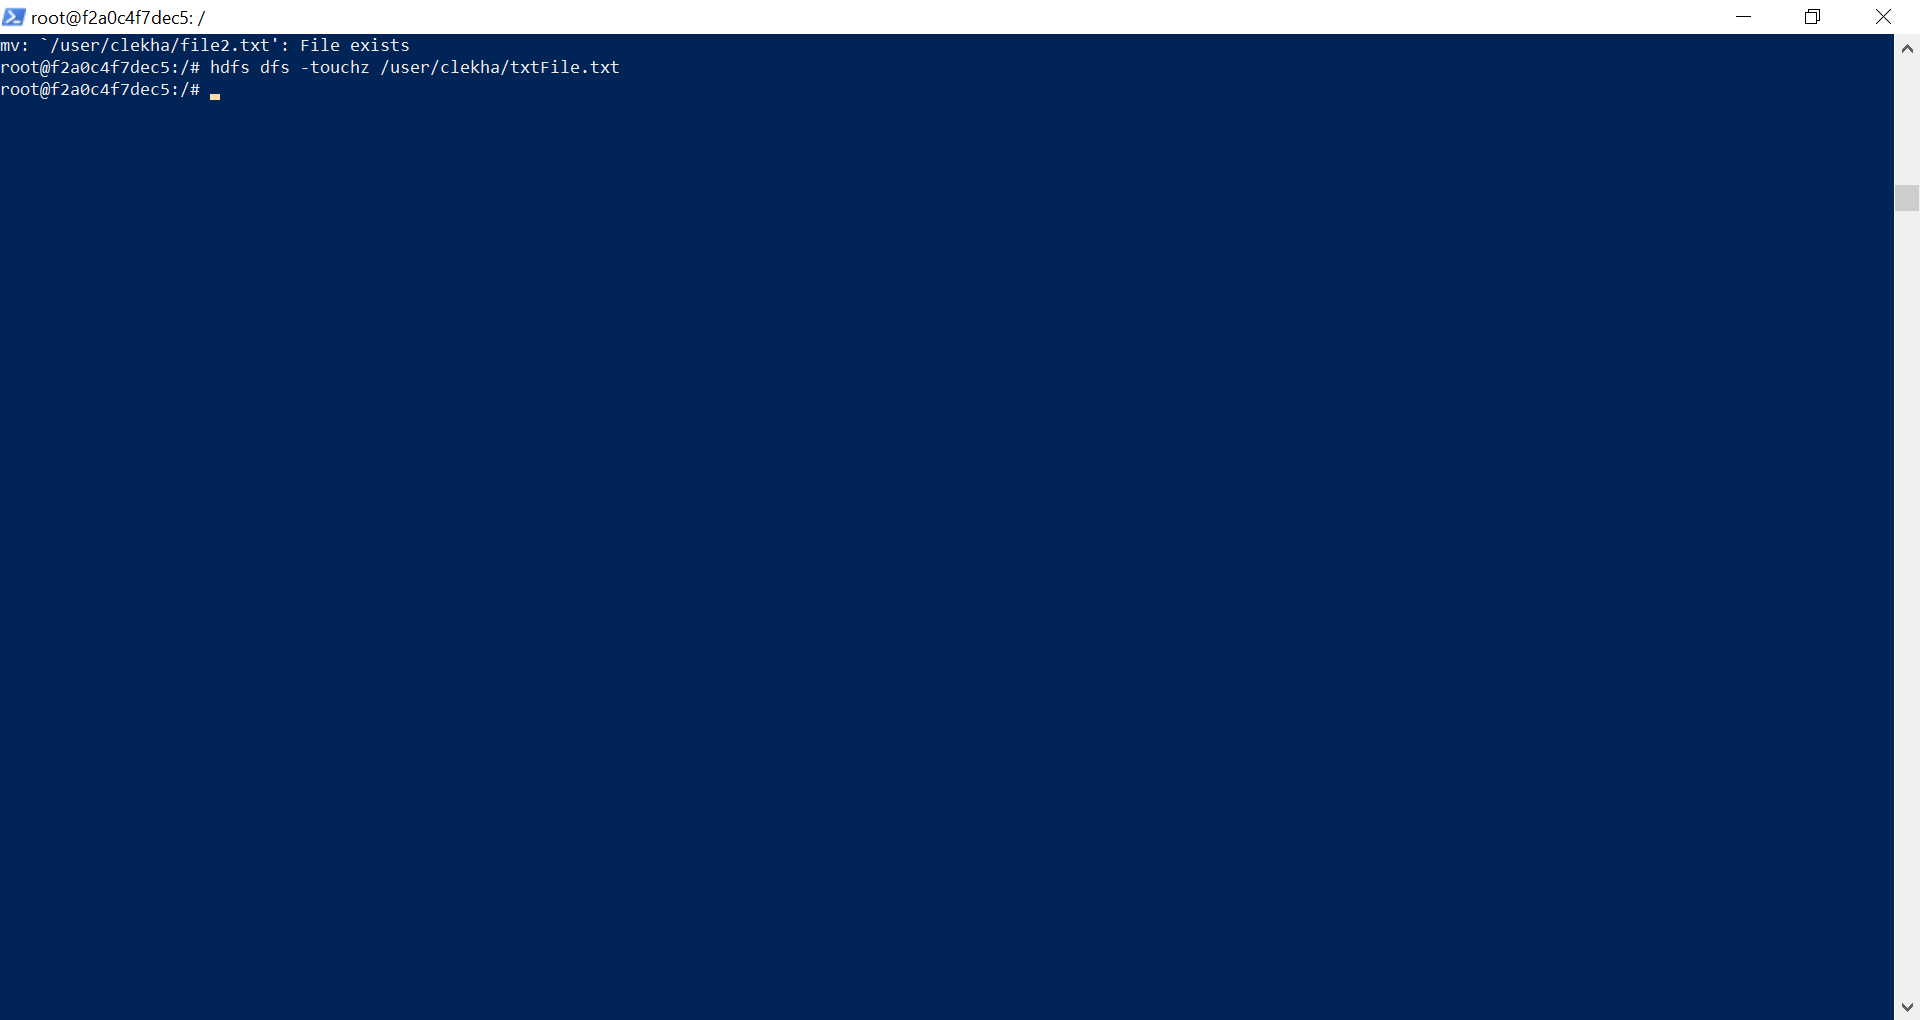 root@f2a0c4f7dec5: /
mv: `/user/clekha/file2.txt': File exists
root@f2a0c4f7dec5:/# hdfs dfs -touchz /user/clekha/txtFile.txt
root@f2a0c4f7dec5:/#